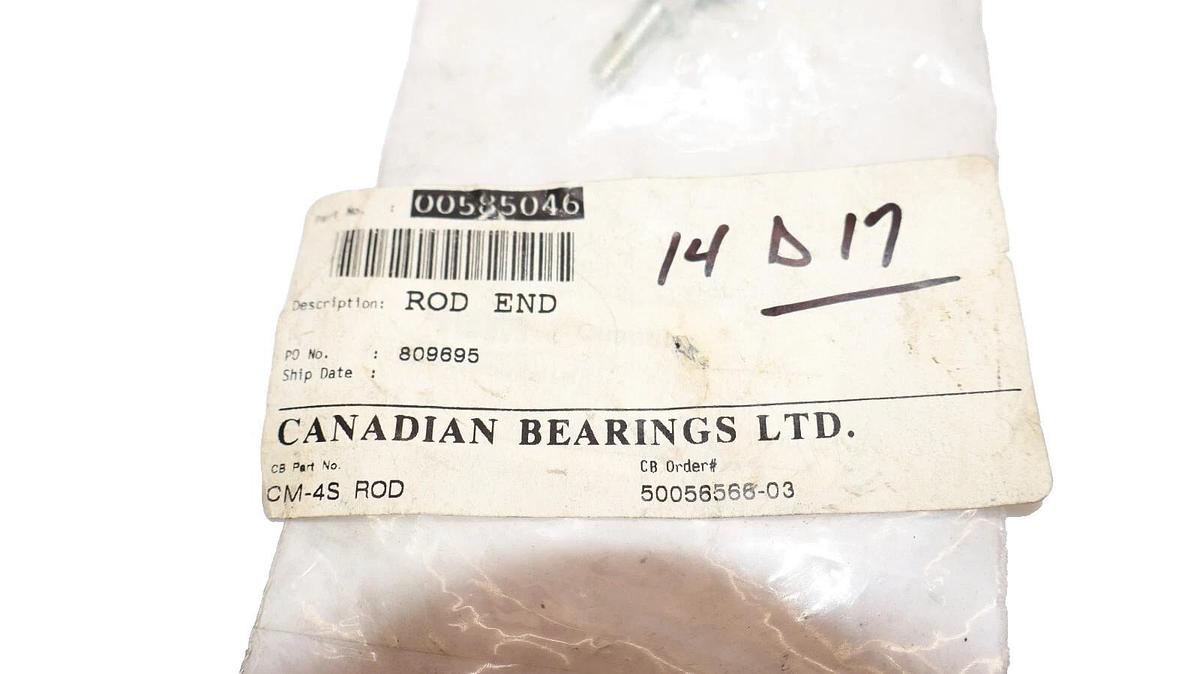 Part No. : 00585046
14 D 17
Description: ROD END
PO No. : 809695
Ship Date :
CANADIAN BEARINGS LTD.
CB Part No. CB Order#
CM-4S ROD 50056566-03